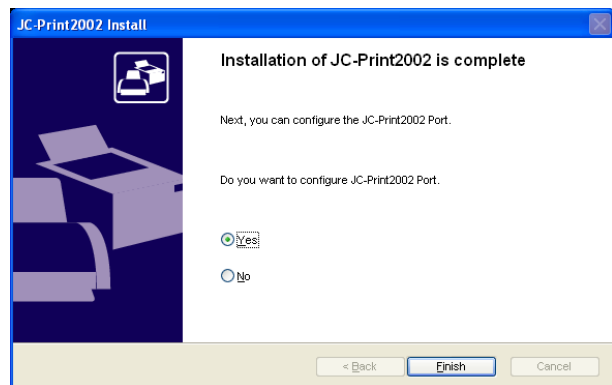 JC-Print2002 Install
Installation of JC-Print2002 is complete
Next, you can configure the JC-Print2002 Port.
Do you want to configure JC-Print2002 Port.
Yes
No
< Back Finish Cancel